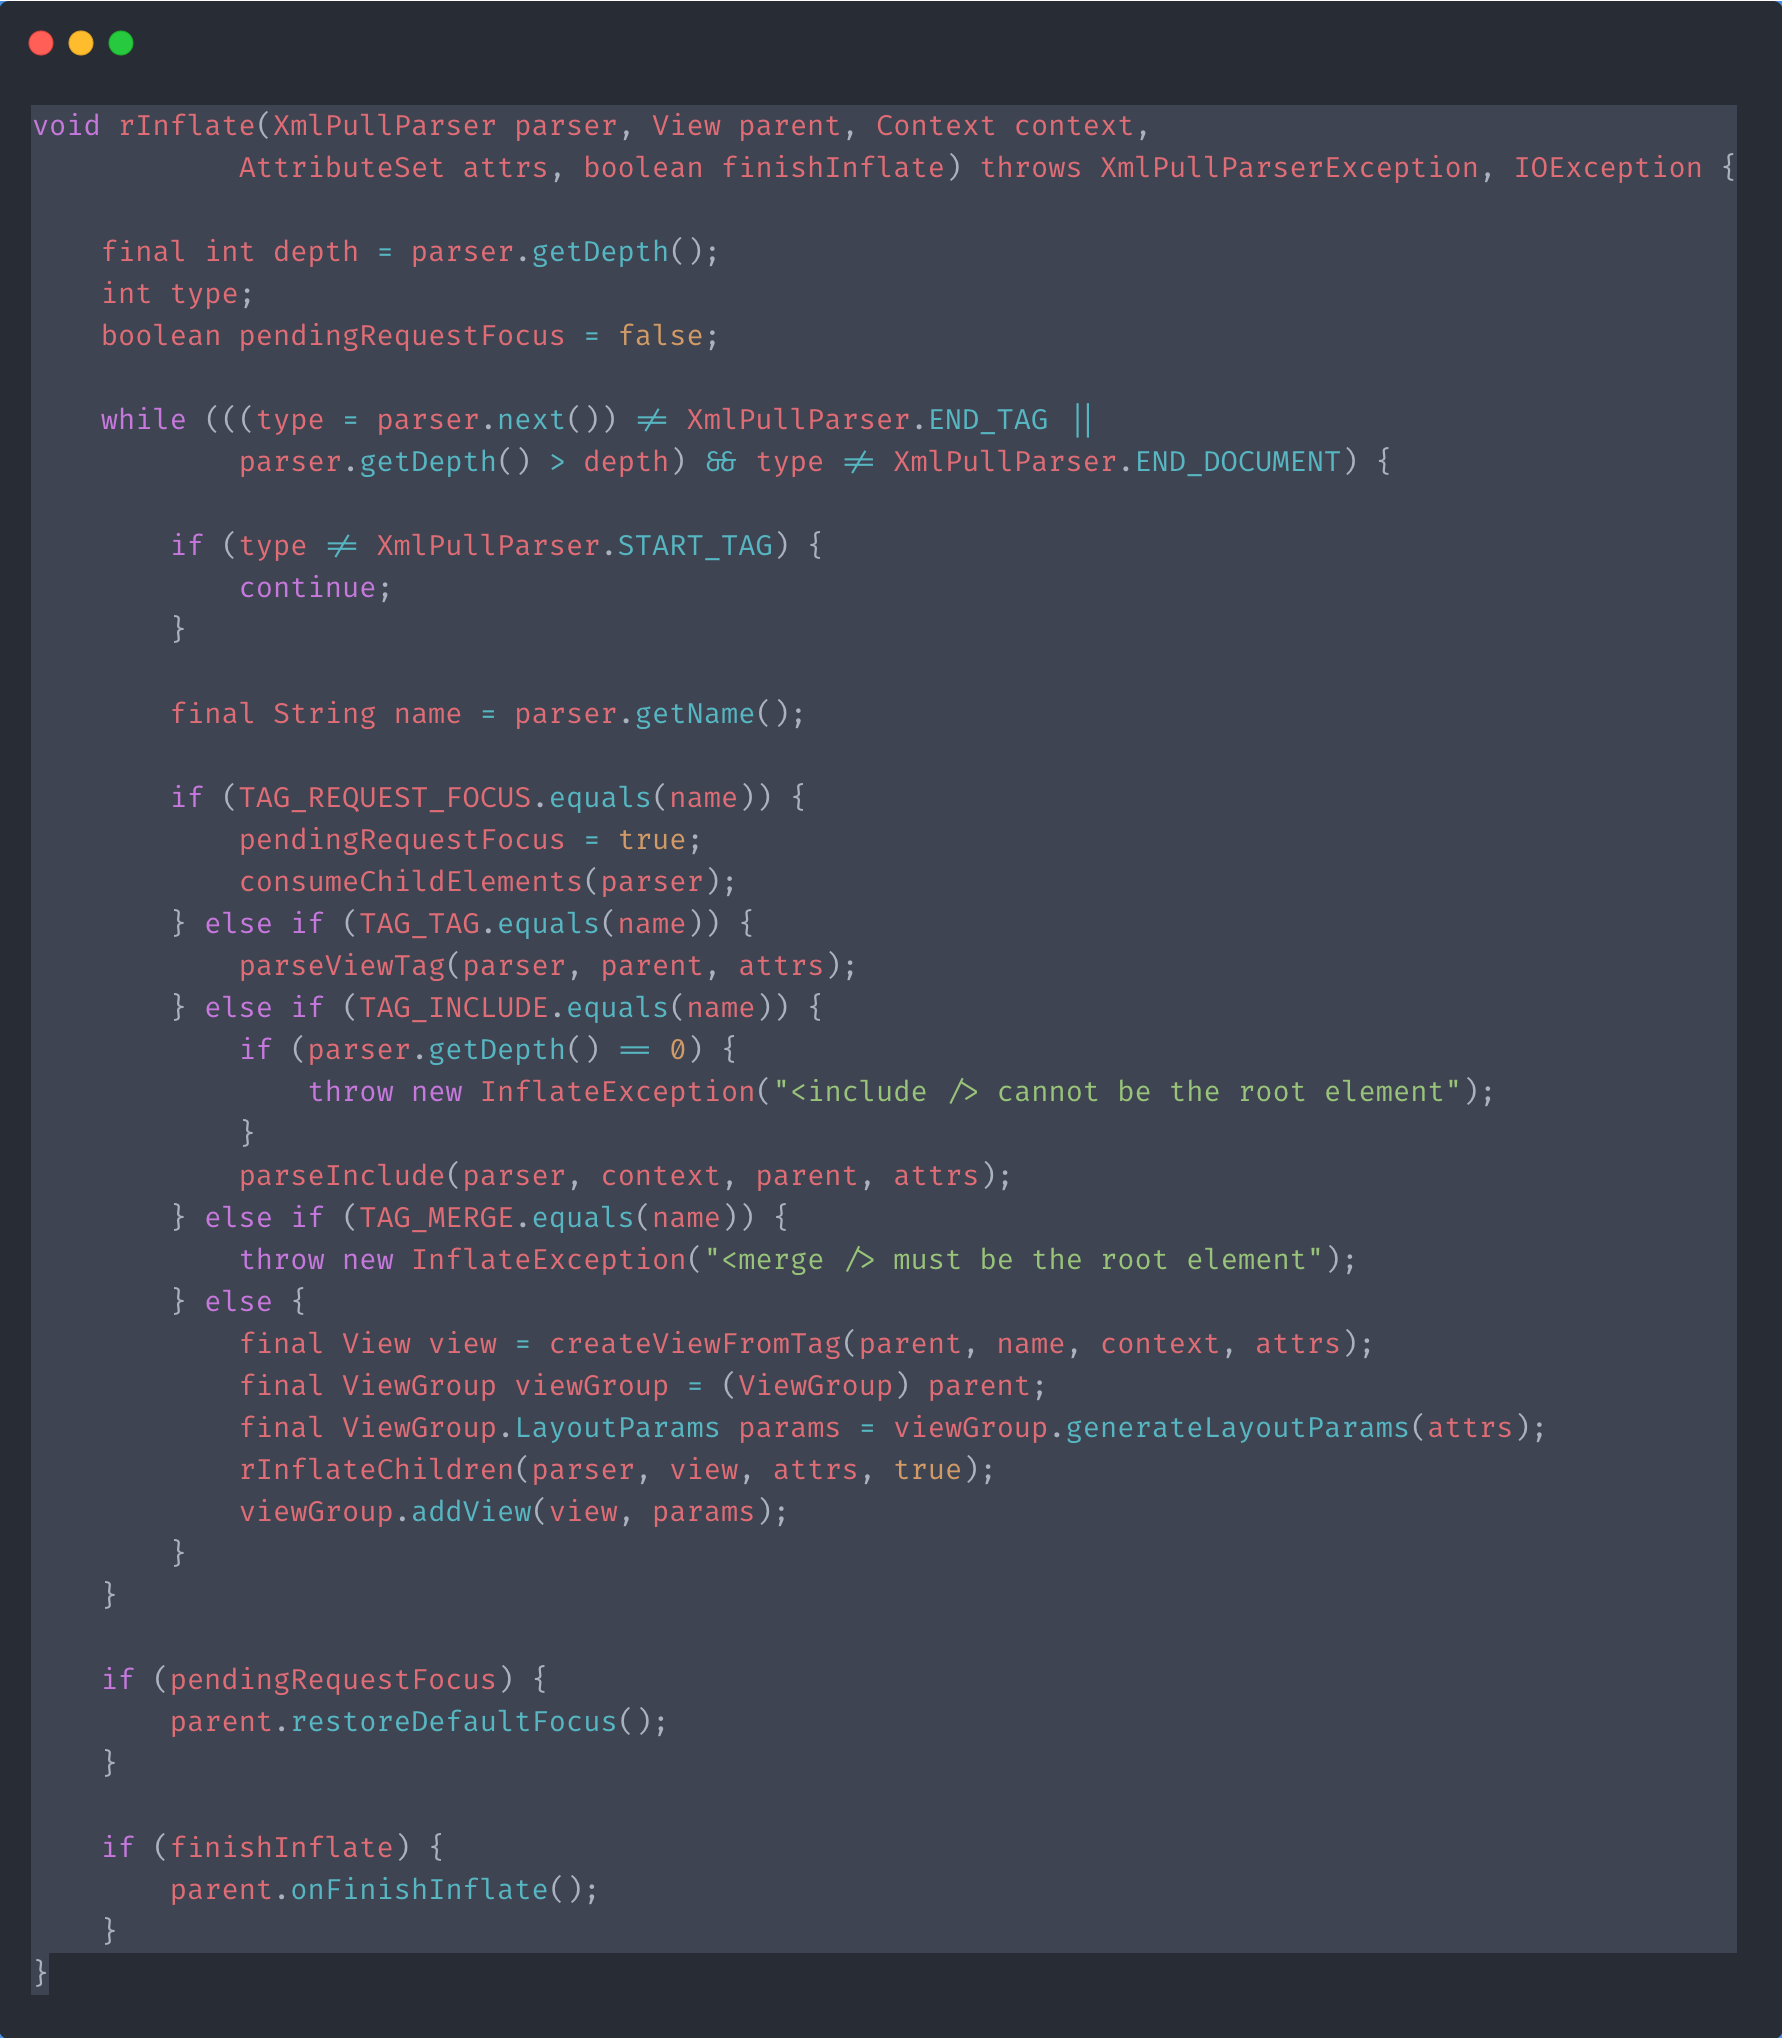 void rInflate(XmlPullParser parser, View parent, Context context,
            AttributeSet attrs, boolean finishInflate) throws XmlPullParserException, IOException {

    final int depth = parser.getDepth();
    int type;
    boolean pendingRequestFocus = false;

    while (((type = parser.next()) != XmlPullParser.END_TAG ||
            parser.getDepth() > depth) && type != XmlPullParser.END_DOCUMENT) {

        if (type != XmlPullParser.START_TAG) {
            continue;
        }

        final String name = parser.getName();

        if (TAG_REQUEST_FOCUS.equals(name)) {
            pendingRequestFocus = true;
            consumeChildElements(parser);
        } else if (TAG_TAG.equals(name)) {
            parseViewTag(parser, parent, attrs);
        } else if (TAG_INCLUDE.equals(name)) {
            if (parser.getDepth() == 0) {
                throw new InflateException("<include /> cannot be the root element");
            }
            parseInclude(parser, context, parent, attrs);
        } else if (TAG_MERGE.equals(name)) {
            throw new InflateException("<merge /> must be the root element");
        } else {
            final View view = createViewFromTag(parent, name, context, attrs);
            final ViewGroup viewGroup = (ViewGroup) parent;
            final ViewGroup.LayoutParams params = viewGroup.generateLayoutParams(attrs);
            rInflateChildren(parser, view, attrs, true);
            viewGroup.addView(view, params);
        }
    }

    if (pendingRequestFocus) {
        parent.restoreDefaultFocus();
    }

    if (finishInflate) {
        parent.onFinishInflate();
    }
}